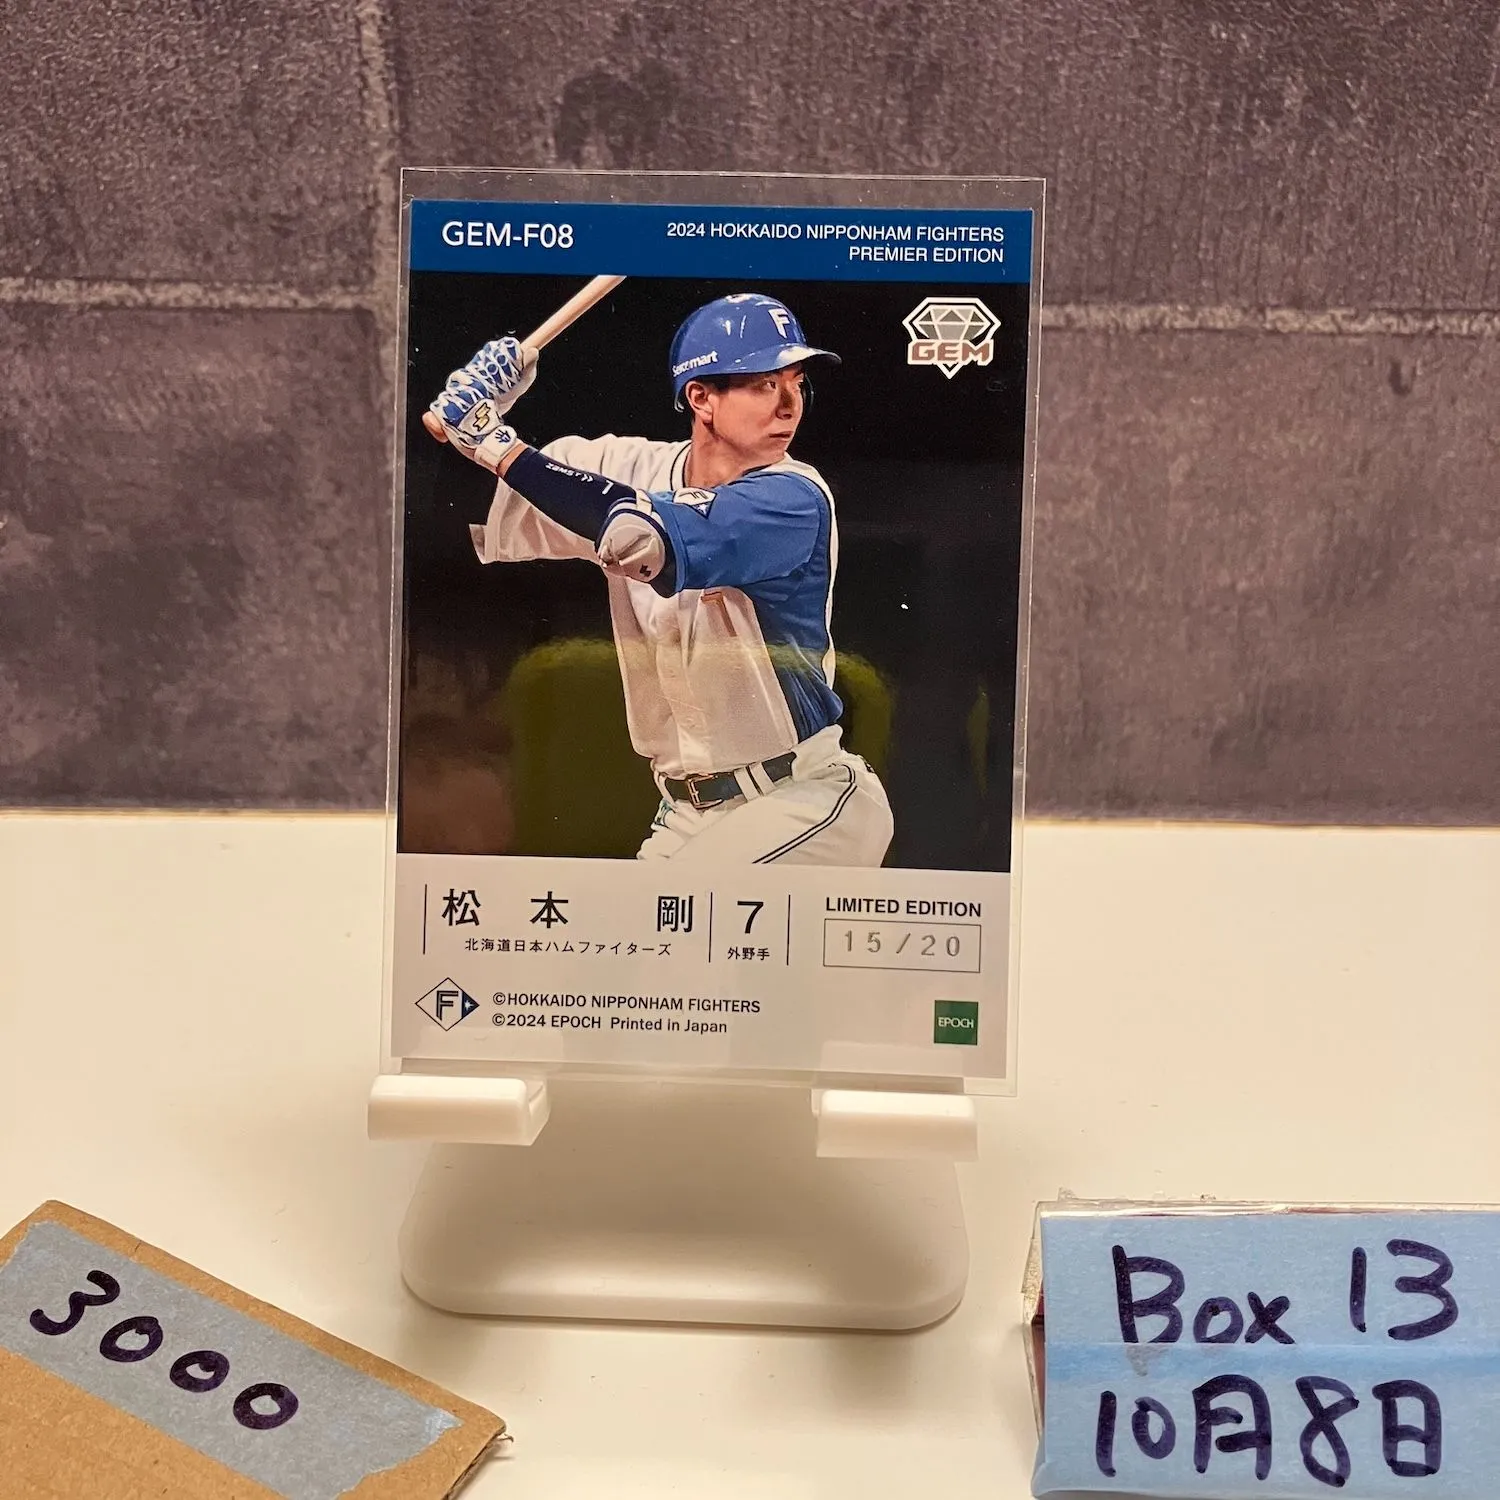 GEM-F08
2024 HOKKAIDO NIPPONHAM FIGHTERS
PREMIER EDITION
F
Seicomart
GEM
松本 剛
北海道日本ハムファイターズ
7
外野手
LIMITED EDITION
15/20
F
©HOKKAIDO NIPPONHAM FIGHTERS
©2024 EPOCH Printed in Japan
EPOCH
3000
Box 13
10月8日